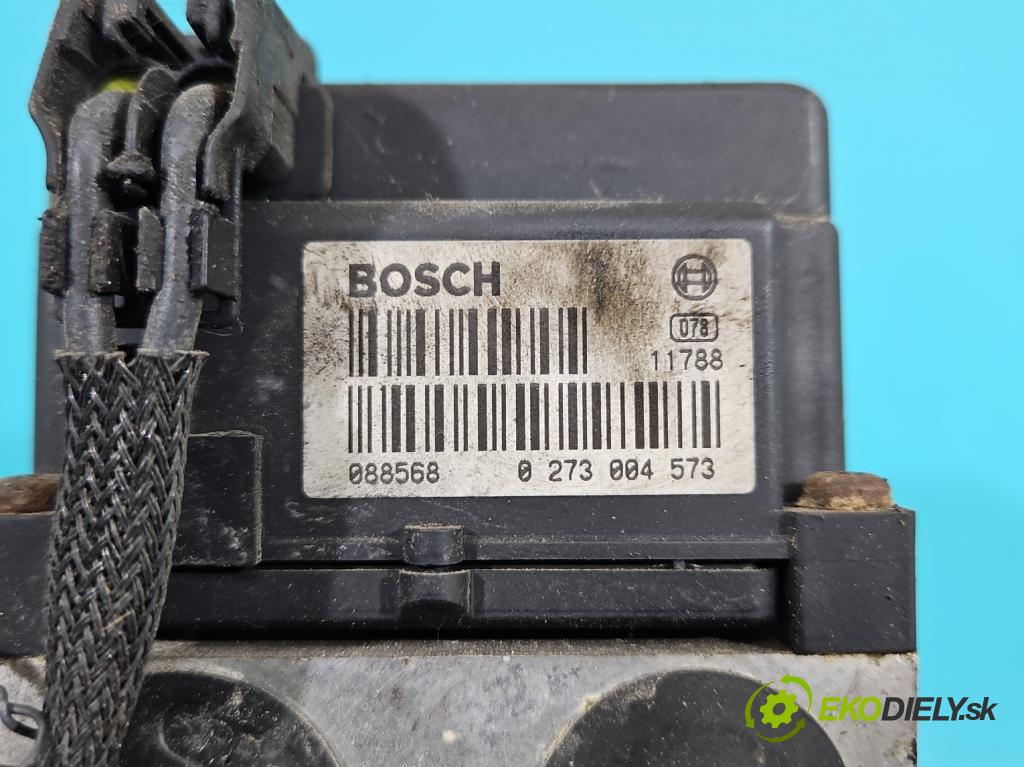 BOSCH
078
11788
088568 0 273 004 573
EKODIELY.sk